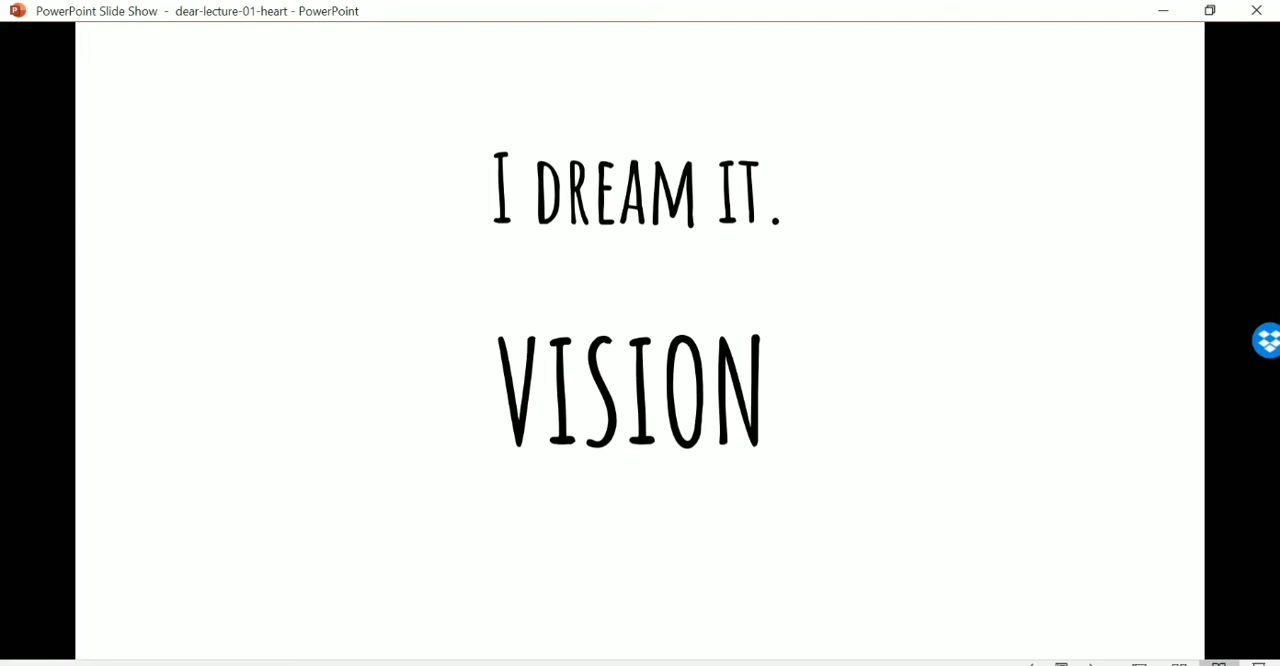 PowerPoint Slide Show - dear-lecture-01-heart - PowerPoint
I DREAM IT.
VISION